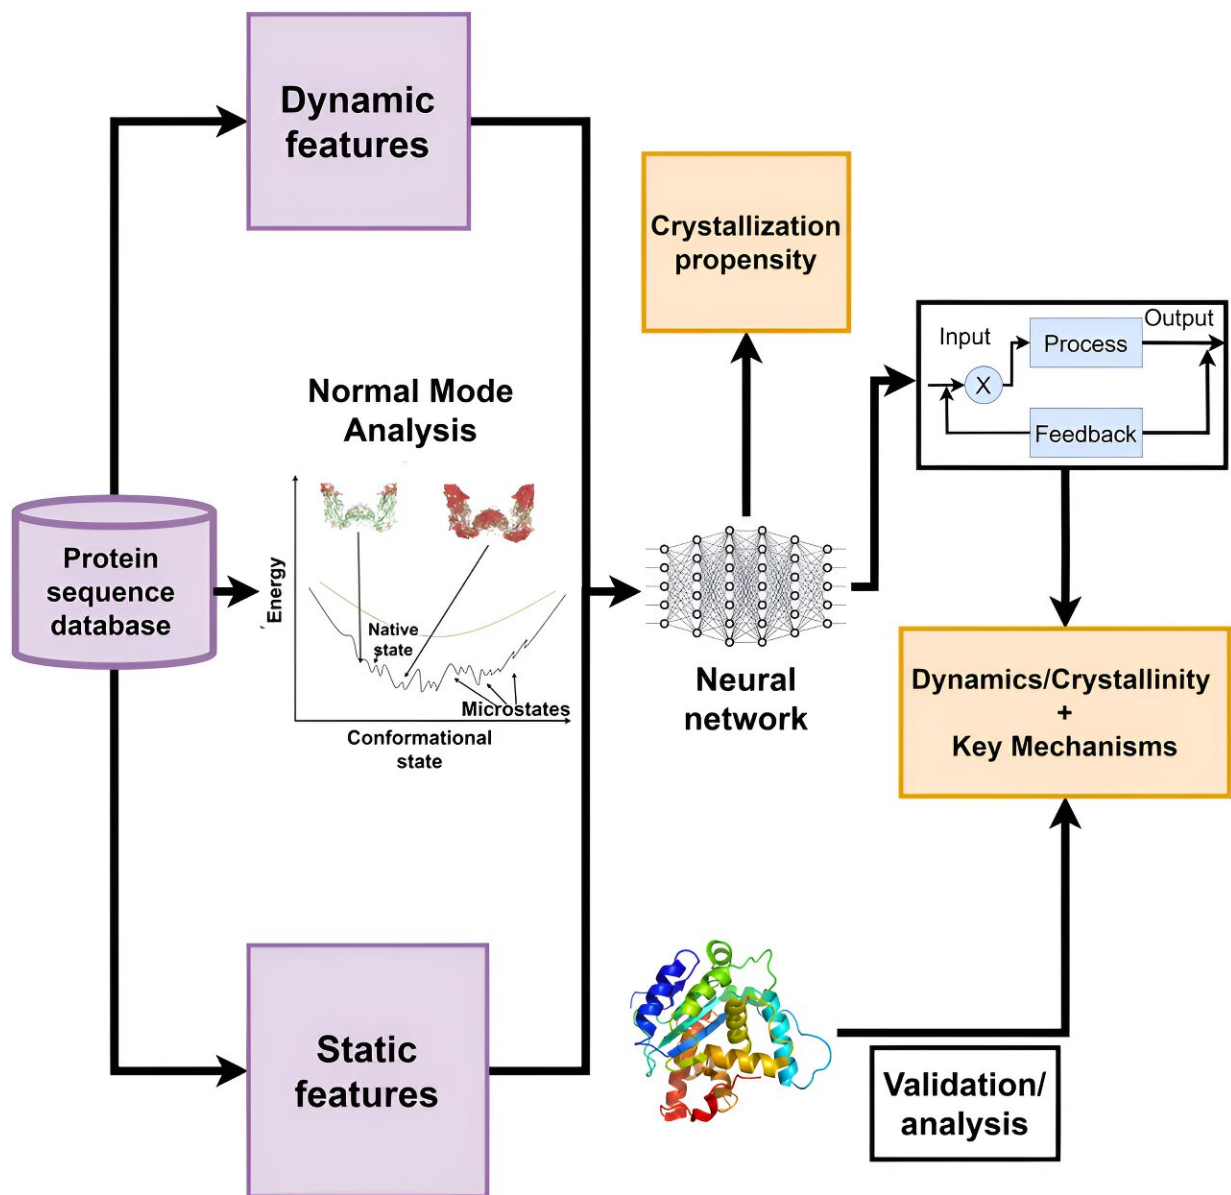 Dynamic
features
Crystallization
propensity
Input
Process
Output
X
Feedback
Normal Mode
Analysis
Protein
sequence
database
Energy
Native
state
Microstates
Conformational
state
Neural
network
Dynamics/Crystallinity
+
Key Mechanisms
Static
features
Validation/
analysis